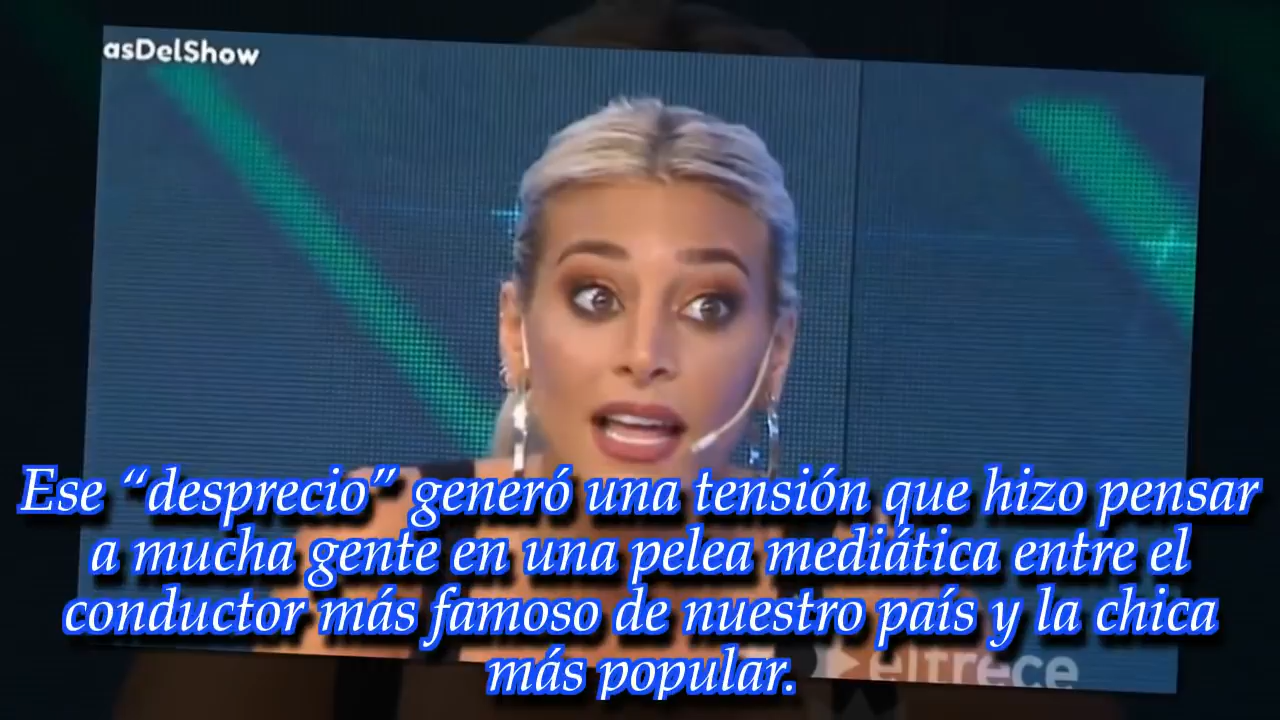 asDelShow
Ese “desprecio” generó una tensión que hizo pensar
a mucha gente en una pelea mediática entre el
conductor más famoso de nuestro país y la chica
más popular.
eltrece